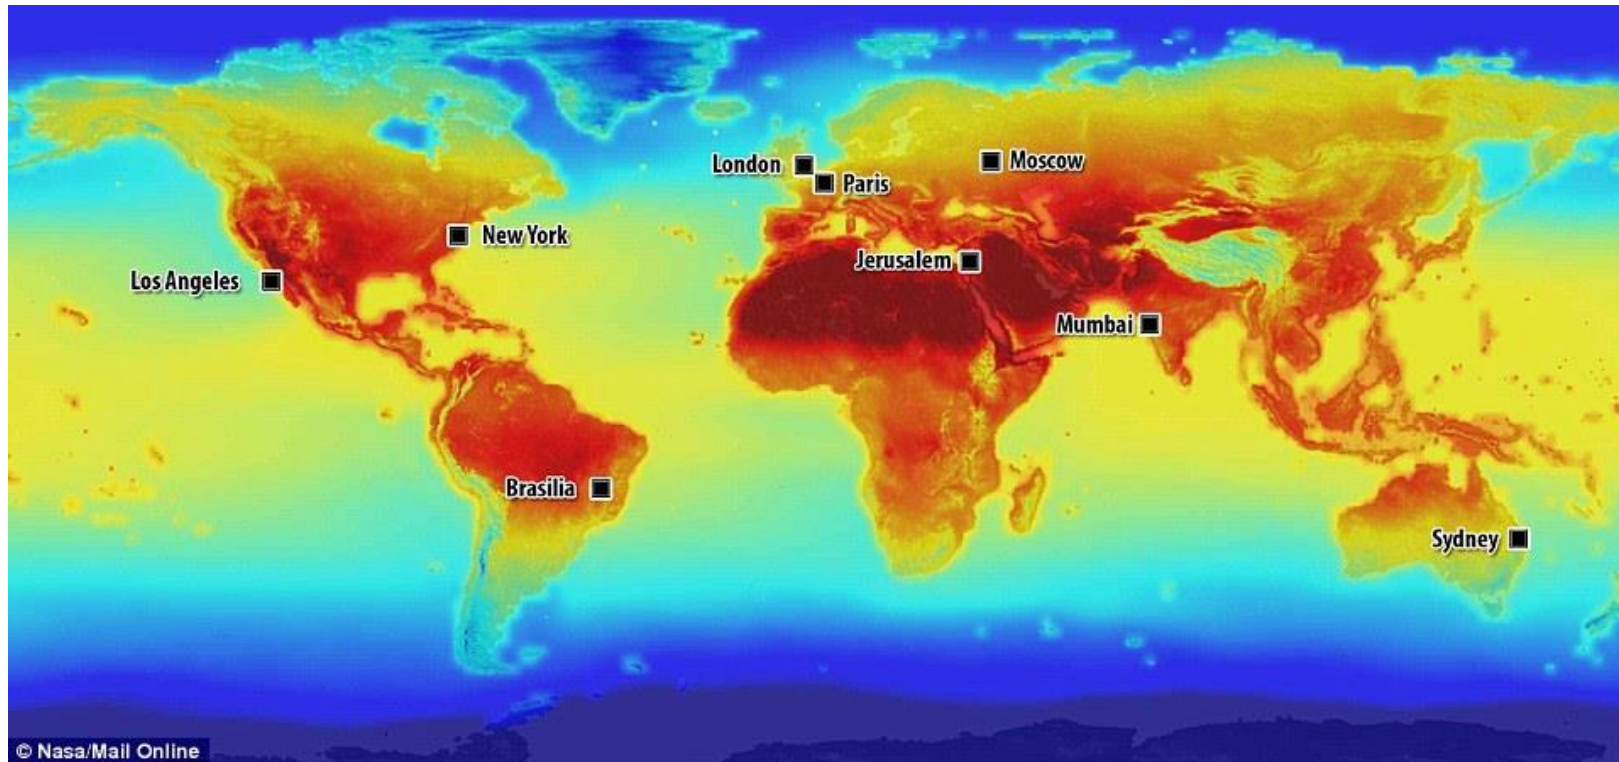 London
Moscow
Paris
New York
Jerusalem
Los Angeles
Mumbai
Brasilia
Sydney
© Nasa/Mail Online